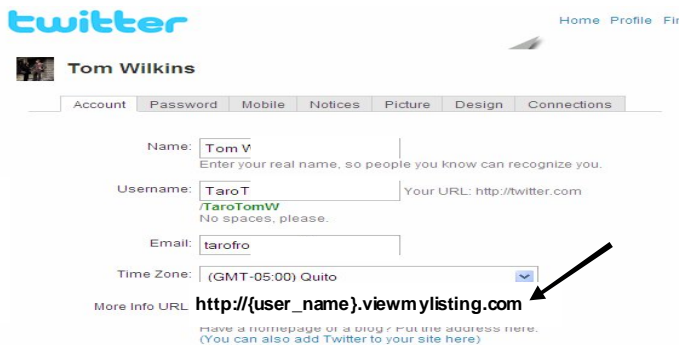 twitter
Home Profile
Tom Wilkins
Account Password Mobile Notices Picture Design Connections
Name: Tom
Enter your real name, so people you know can recognize you.
Username: TaroT Your URL: http://twitter.com
/TaroTomW
No spaces, please.
Email: tarofro
Time Zone: (GMT-05:00) Quito
More Info URL http://{user_name}.viewmylisting.com
Have a homepage or a blog? Put the address here.
(You can also add Twitter to your site here)